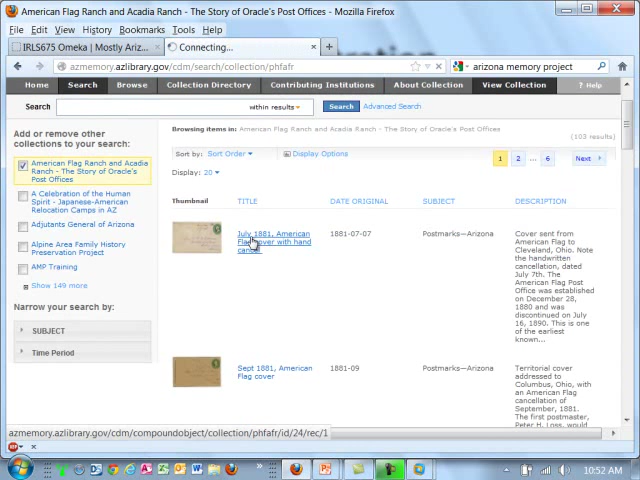 American Flag Ranch and Acadia Ranch - The Story of Oracle's Post Offices - Mozilla Firefox
File Edit View History Bookmarks Tools Help
IRLS675 Omeka | Mostly Ariz... Connecting...
azmemory.azlibrary.gov/cdm/search/collection/phfafr arizona memory project
Home Search Browse Collection Directory Contributing Institutions About Collection View Collection ? Help
Search within results Search Advanced Search
Add or remove other
collections to your search:
American Flag Ranch and Acadia
Ranch - The Story of Oracle's
Post Offices
A Celebration of the Human
Spirit - Japanese-American
Relocation Camps in AZ
Adjutants General of Arizona
Alpine Area Family History
Preservation Project
AMP Training
Show 149 more
Narrow your search by:
SUBJECT
Time Period
Browsing items in: American Flag Ranch and Acadia Ranch - The Story of Oracle's Post Offices
(103 results)
Sort by: Sort Order Display Options 1 2 ... 6 Next
Display: 20
Thumbnail TITLE DATE ORIGINAL SUBJECT DESCRIPTION
July 1881, American
Flag cover with hand
cancel
1881-07-07
Postmarks--Arizona
Cover sent from
American Flag to
Cleveland, Ohio. Note
the handwritten
cancellation, dated
July 7th. The
American Flag Post
Office was established
on December 28,
1880 and was
discontinued on July
16, 1890. This is one
of the earliest
known...
Sept 1881, American
Flag cover
1881-09
Postmarks--Arizona
Territorial cover
addressed to
Columbus, Ohio, with
an American Flag
cancellation of
September, 1881.
The first postmaster,
Peter H. Loss, would
azmemory.azlibrary.gov/cdm/compoundobject/collection/phfafr/id/24/rec/1
10:52 AM